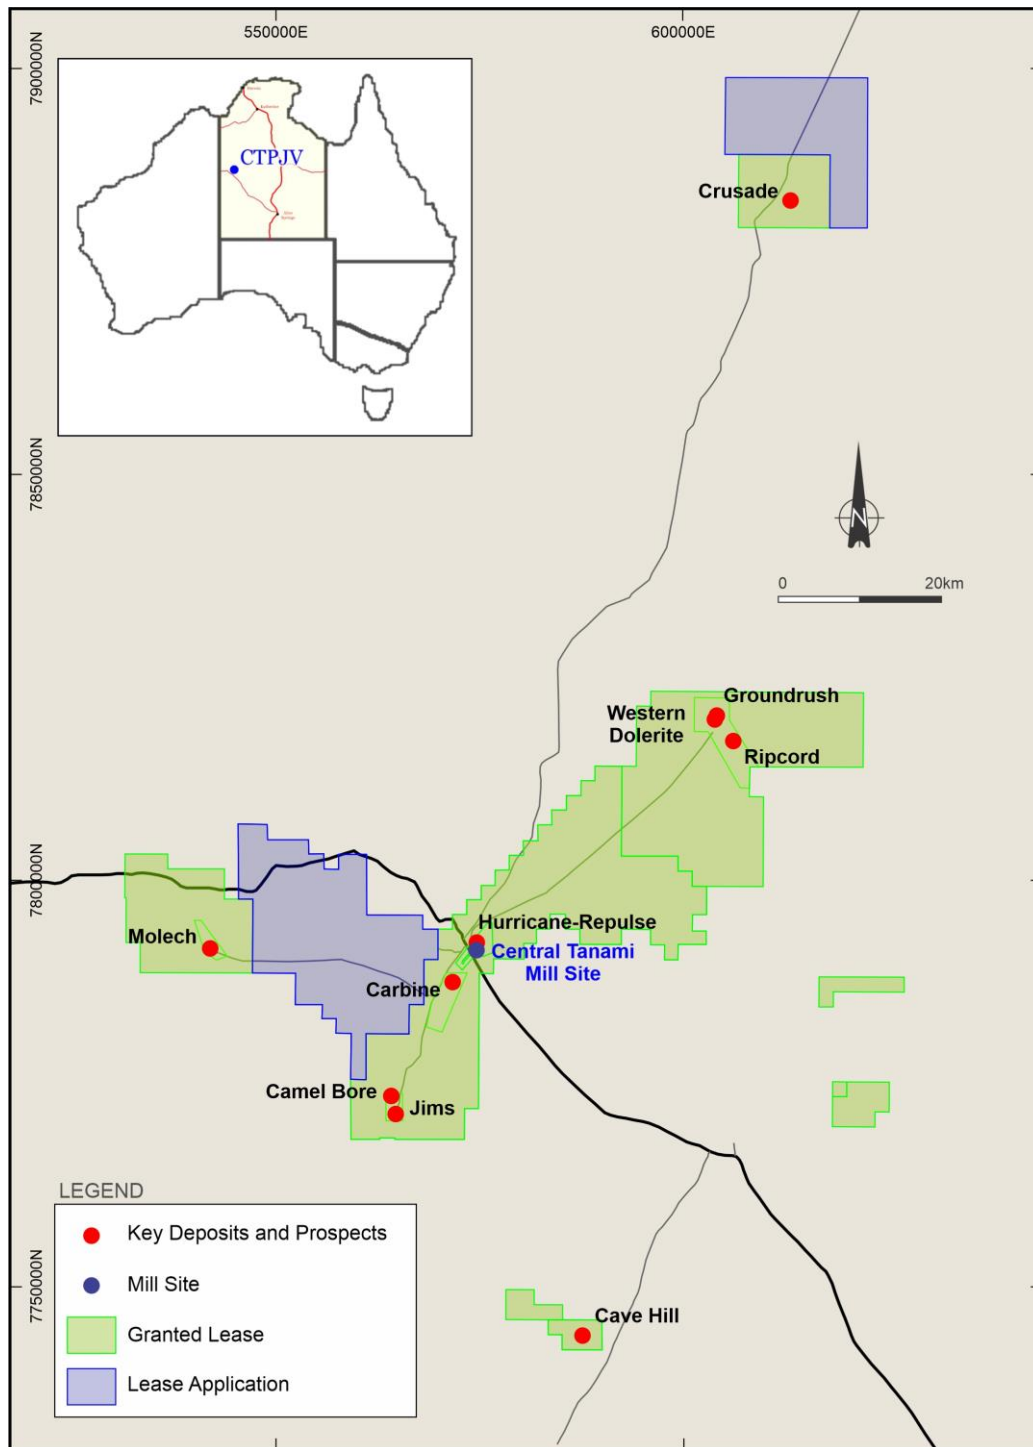 550000E
600000E
7900000N
CTPJV
Crusade
7850000N
N
0
20km
Groundrush
Western
Dolerite
Ripcord
7800000N
Hurricane-Repulse
Molech
Central Tanami
Mill Site
Carbine
Camel Bore
Jims
LEGEND
Key Deposits and Prospects
Mill Site
Granted Lease
Lease Application
7750000N
Cave Hill